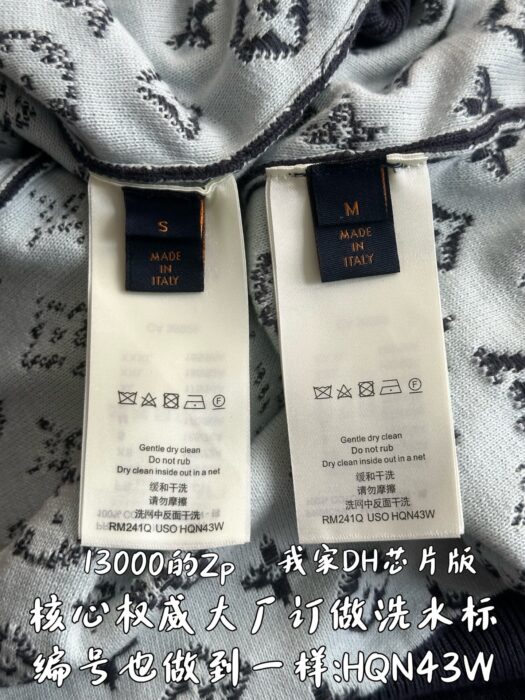 S
MADE
IN
ITALY
Gentle dry clean
Do not rub
Dry clean inside out in a net
缓和干洗
请勿摩擦
洗网中反面干洗
RM241Q USO HQN43W
M
MADE
IN
ITALY
Gentle dry clean
Do not rub
Dry clean inside out in a net
缓和干洗
请勿摩擦
洗网中反面干洗
RM241Q USO HQN43W
13000的Zp 我家DH芯片版
核心权威大厂订做洗水标
编号也做到一样:HQN43W